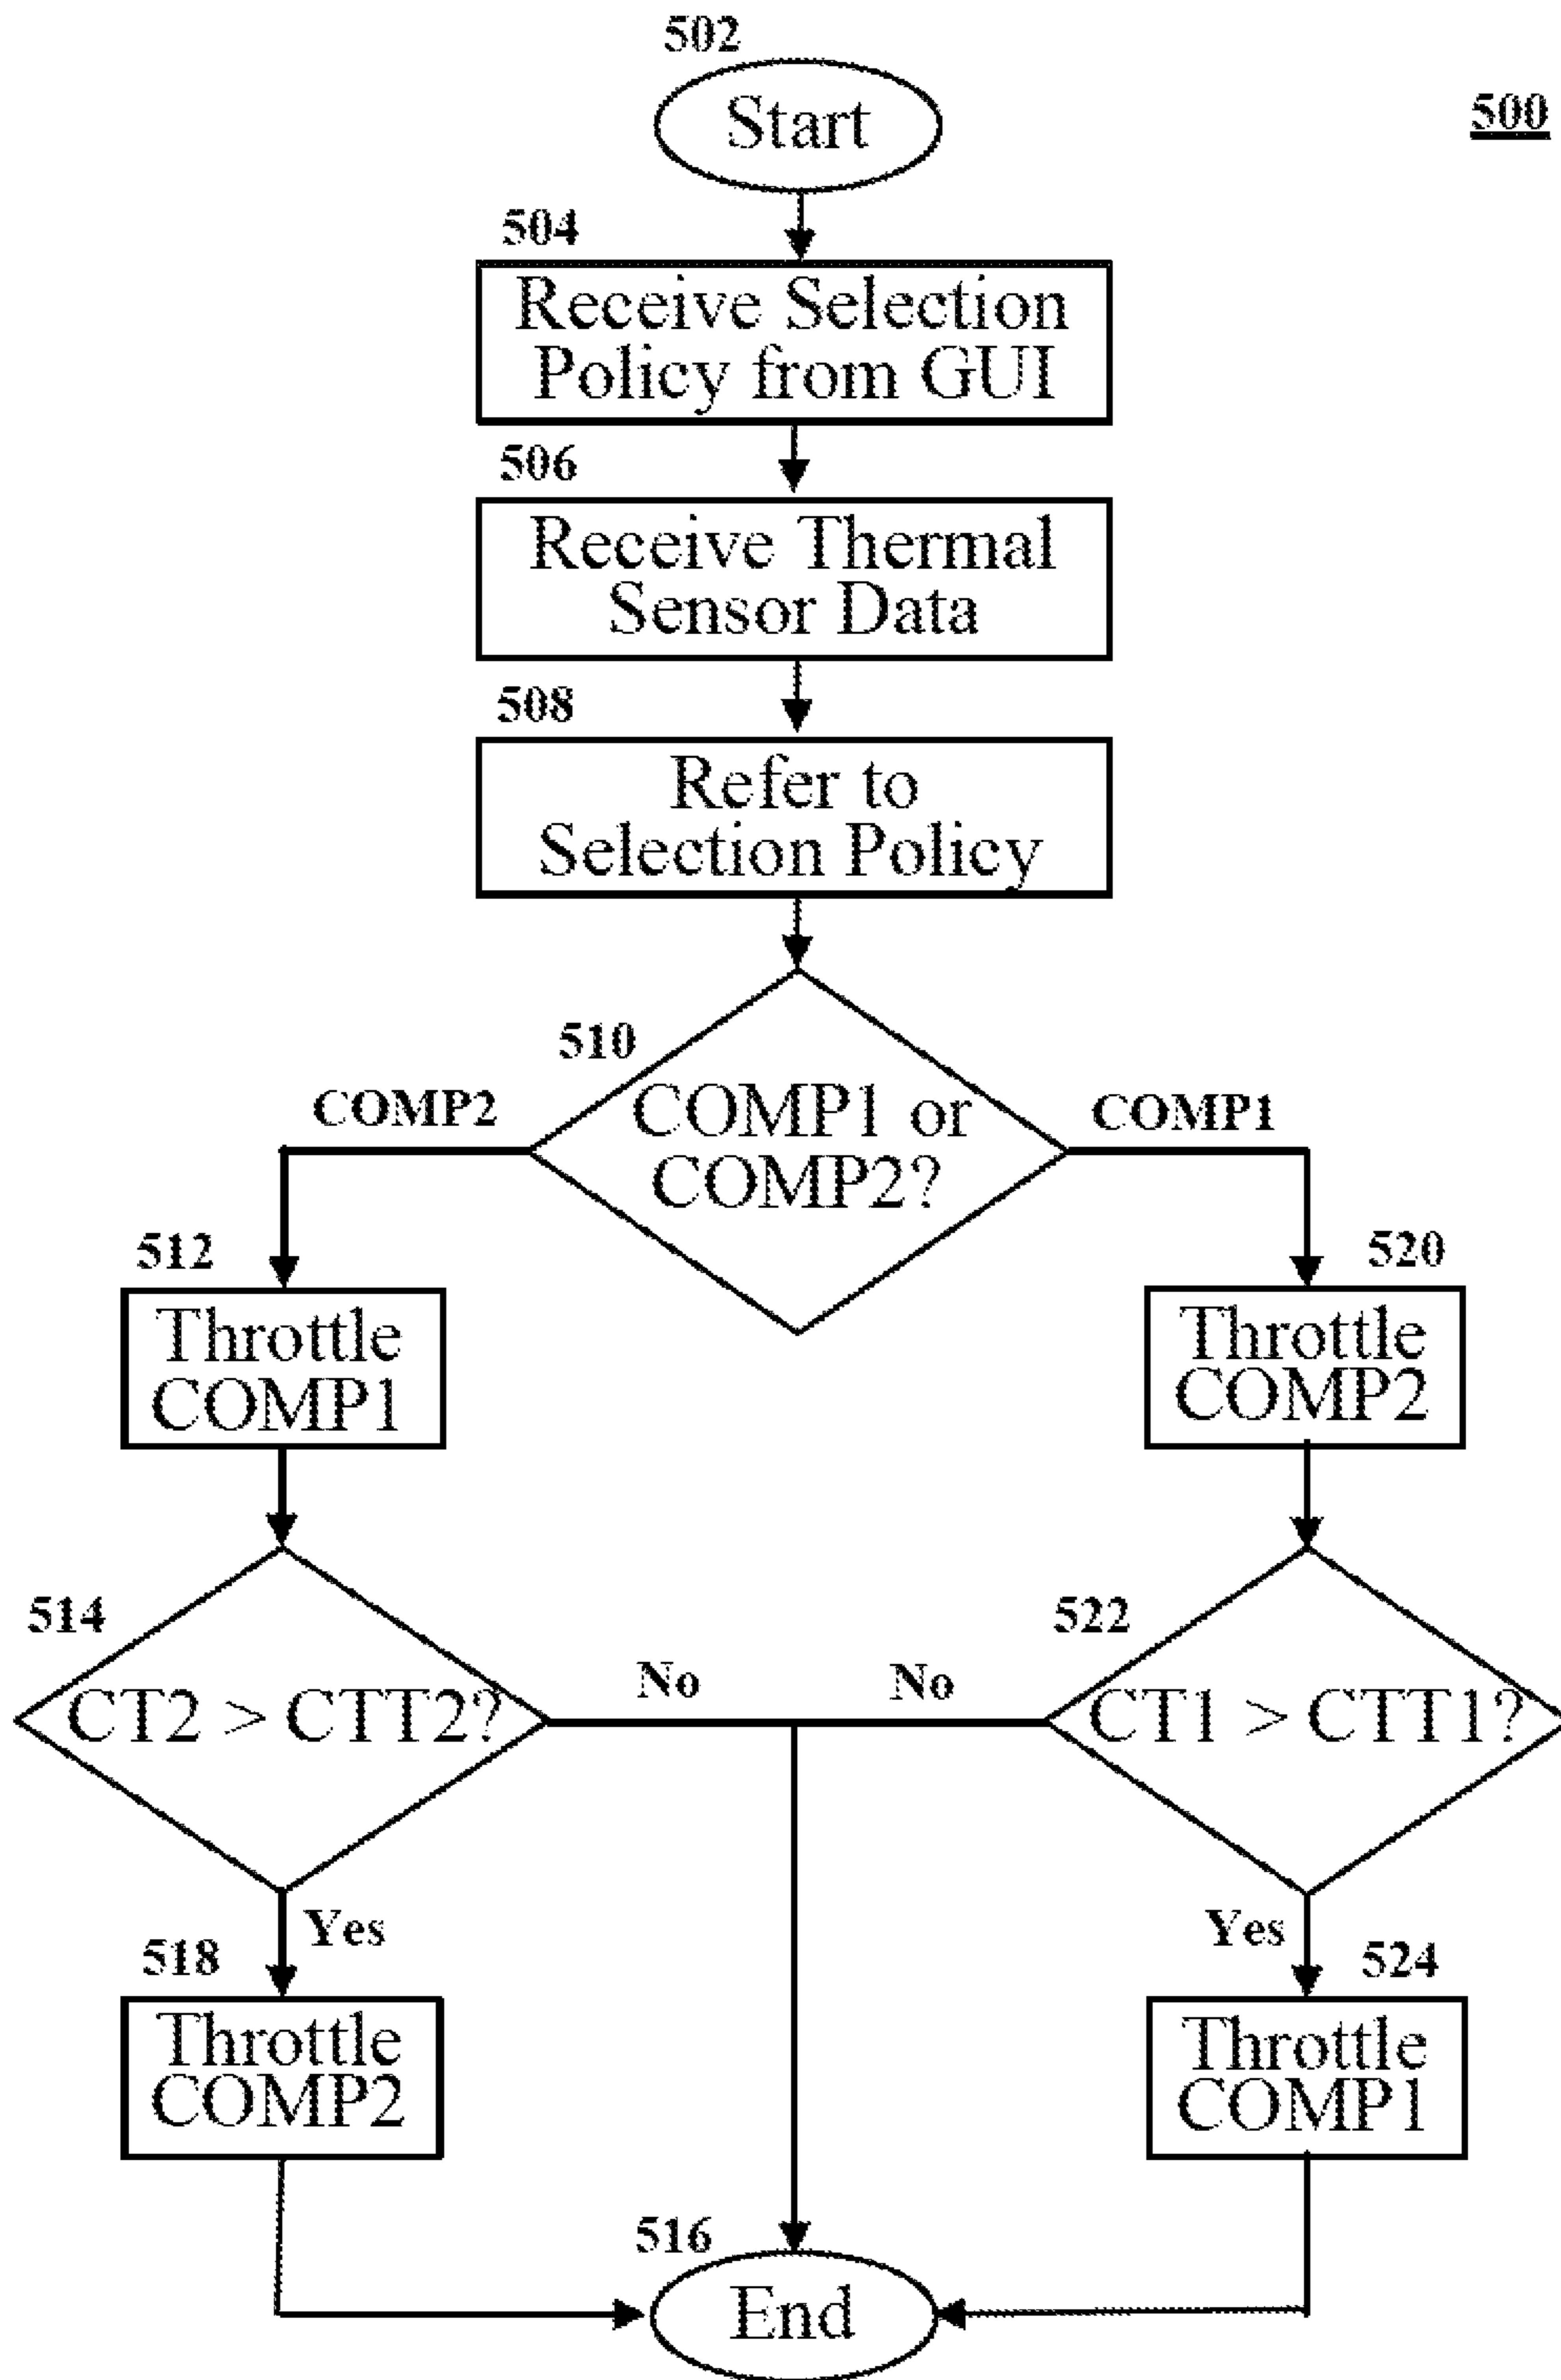 502
Start
500
504
Receive Selection
Policy from GUI
506
Receive Thermal
Sensor Data
508
Refer to
Selection Policy
510
COMP1 or
COMP2?
COMP2
COMP1
512
Throttle
COMP1
520
Throttle
COMP2
514
CT2 > CTT2?
No
No
522
CT1 > CTT1?
Yes
Yes
518
Throttle
COMP2
524
Throttle
COMP1
516
End